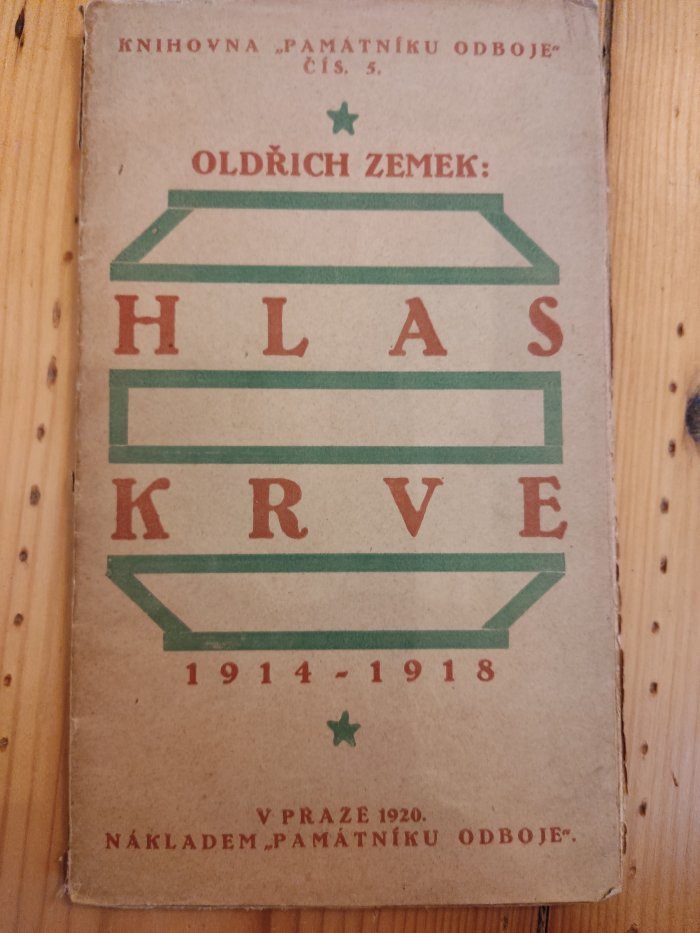 KNIHOVNA „PAMÁTNÍKU ODBOJE“
ČÍS. 5.
OLDŘICH ZEMEK:
HLAS
KRVE
1914-1918
V PRAZE 1920.
NÁKLADEM „PAMÁTNÍKU ODBOJE“.